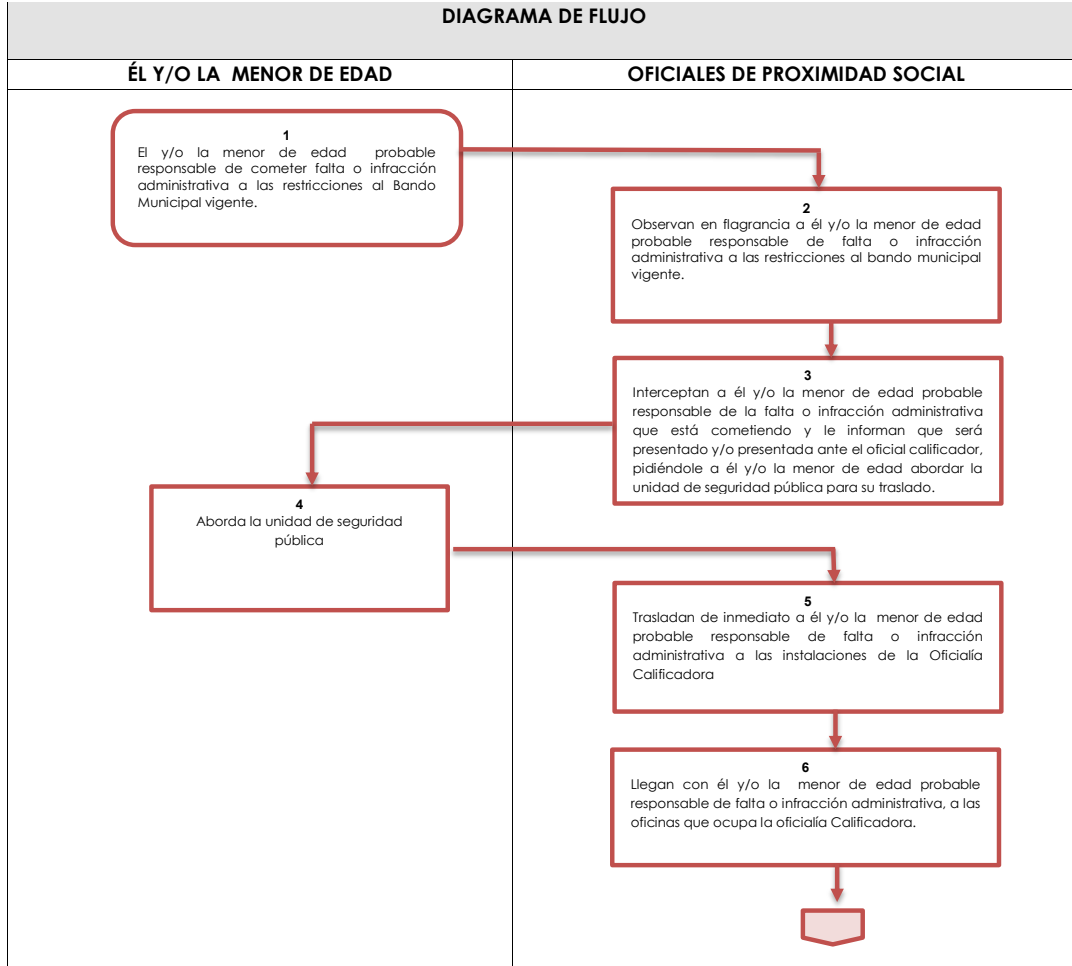 DIAGRAMA DE FLUJO
ÉL Y/O LA MENOR DE EDAD
OFICIALES DE PROXIMIDAD SOCIAL
1
El y/o la menor de edad probable
responsable de cometer falta o infracción
administrativa a las restricciones al Bando
Municipal vigente.
2
Observan en flagrancia a él y/o la menor de edad
probable responsable de falta o infracción
administrativa a las restricciones al bando municipal
vigente.
3
Interceptan a él y/o la menor de edad probable
responsable de la falta o infracción administrativa
que está cometiendo y le informan que será
presentado y/o presentada ante el oficial calificador,
pidiéndole a él y/o la menor de edad abordar la
unidad de seguridad pública para su traslado.
4
Aborda la unidad de seguridad
pública
5
Trasladan de inmediato a él y/o la menor de edad
probable responsable de falta o infracción
administrativa a las instalaciones de la Oficialía
Calificadora
6
Llegan con él y/o la menor de edad probable
responsable de falta o infracción administrativa, a las
oficinas que ocupa la oficialía Calificadora.